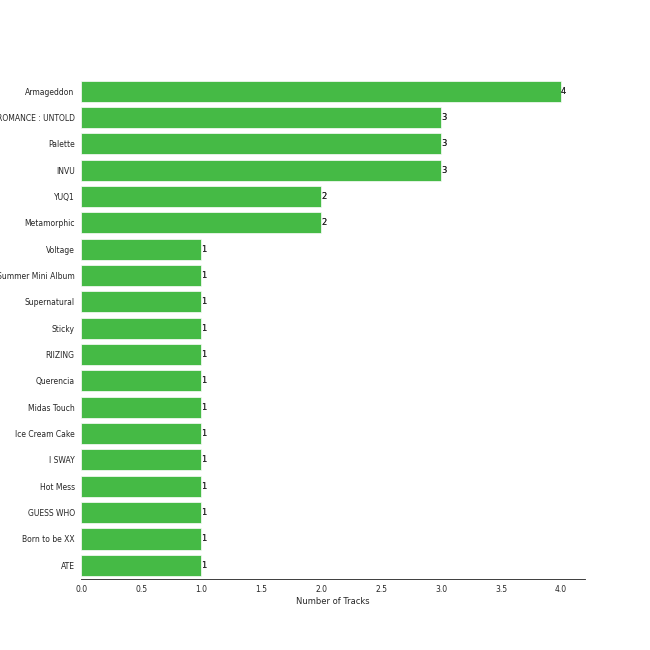 Armageddon 4
ROMANCE : UNTOLD 3
Palette 3
INVU 3
YUQ1 2
Metamorphic 2
Voltage 1
Summer Mini Album 1
Supernatural 1
Sticky 1
RIIZING 1
Querencia 1
Midas Touch 1
Ice Cream Cake 1
I SWAY 1
Hot Mess 1
GUESS WHO 1
Born to be XX 1
ATE 1
0.0 0.5 1.0 1.5 2.0 2.5 3.0 3.5 4.0
Number of Tracks